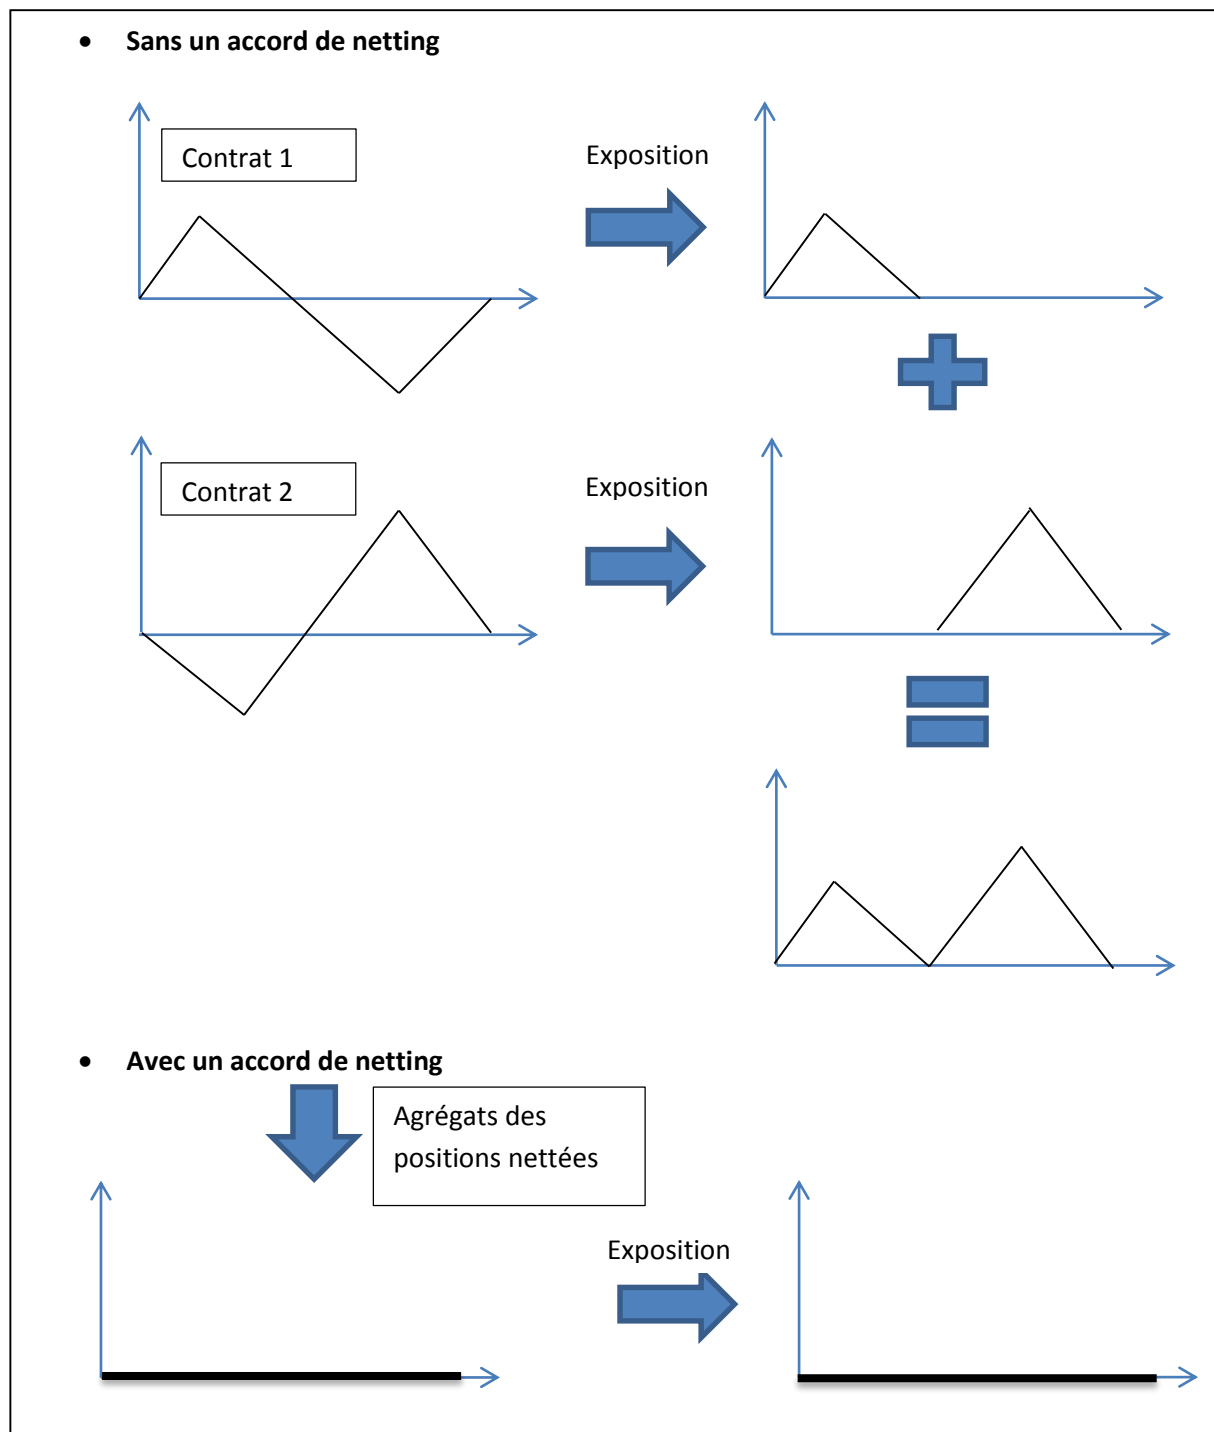 • Sans un accord de netting
Contrat 1
Exposition
Contrat 2
Exposition
• Avec un accord de netting
Agrégats des
positions nettées
Exposition